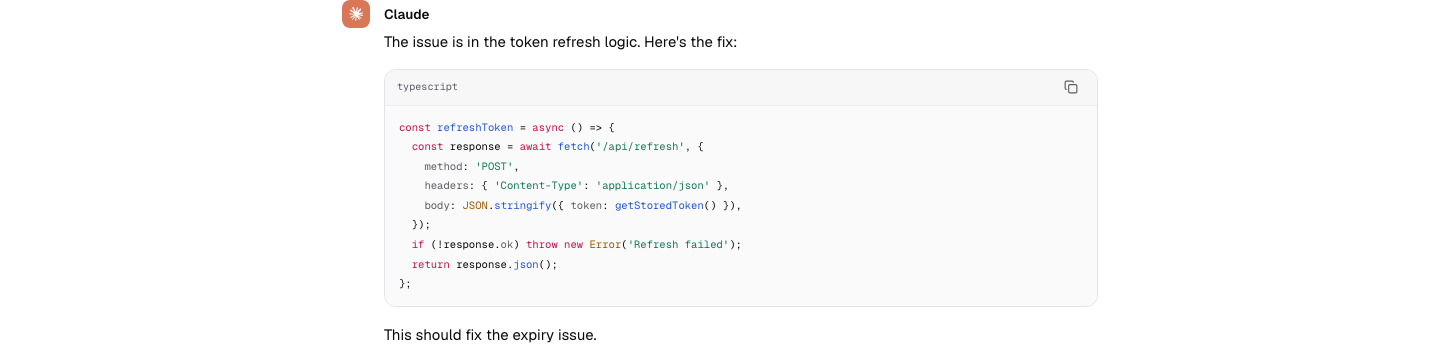 Claude
The issue is in the token refresh logic. Here's the fix:
typescript
const refreshToken = async () => {
  const response = await fetch('/api/refresh', {
    method: 'POST',
    headers: { 'Content-Type': 'application/json' },
    body: JSON.stringify({ token: getStoredToken() }),
  });
  if (!response.ok) throw new Error('Refresh failed');
  return response.json();
};
This should fix the expiry issue.